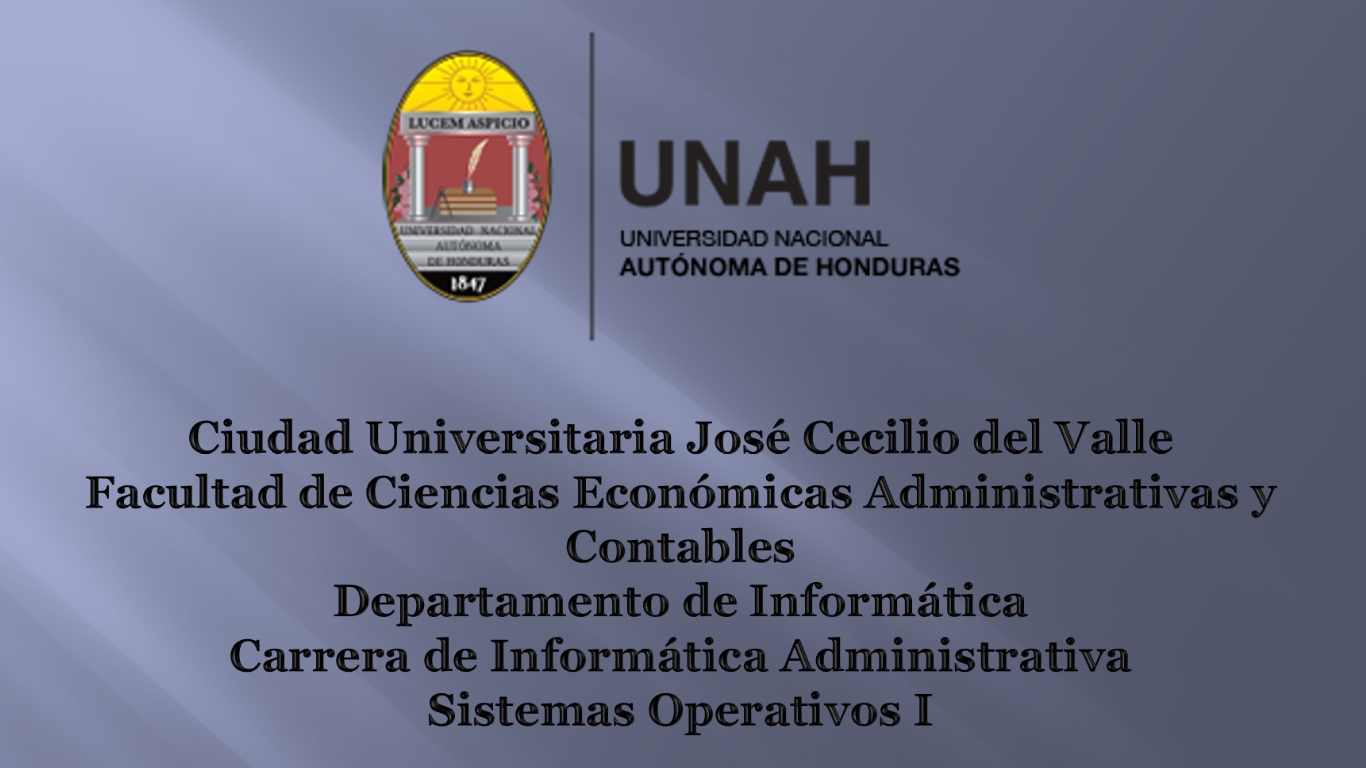 LUCEM ASPICIO
UNIVERSIDAD NACIONAL
AUTÓNOMA
DE HONDURAS
1847
UNAH
UNIVERSIDAD NACIONAL
AUTÓNOMA DE HONDURAS
Ciudad Universitaria José Cecilio del Valle
Facultad de Ciencias Económicas Administrativas y
Contables
Departamento de Informática
Carrera de Informática Administrativa
Sistemas Operativos I